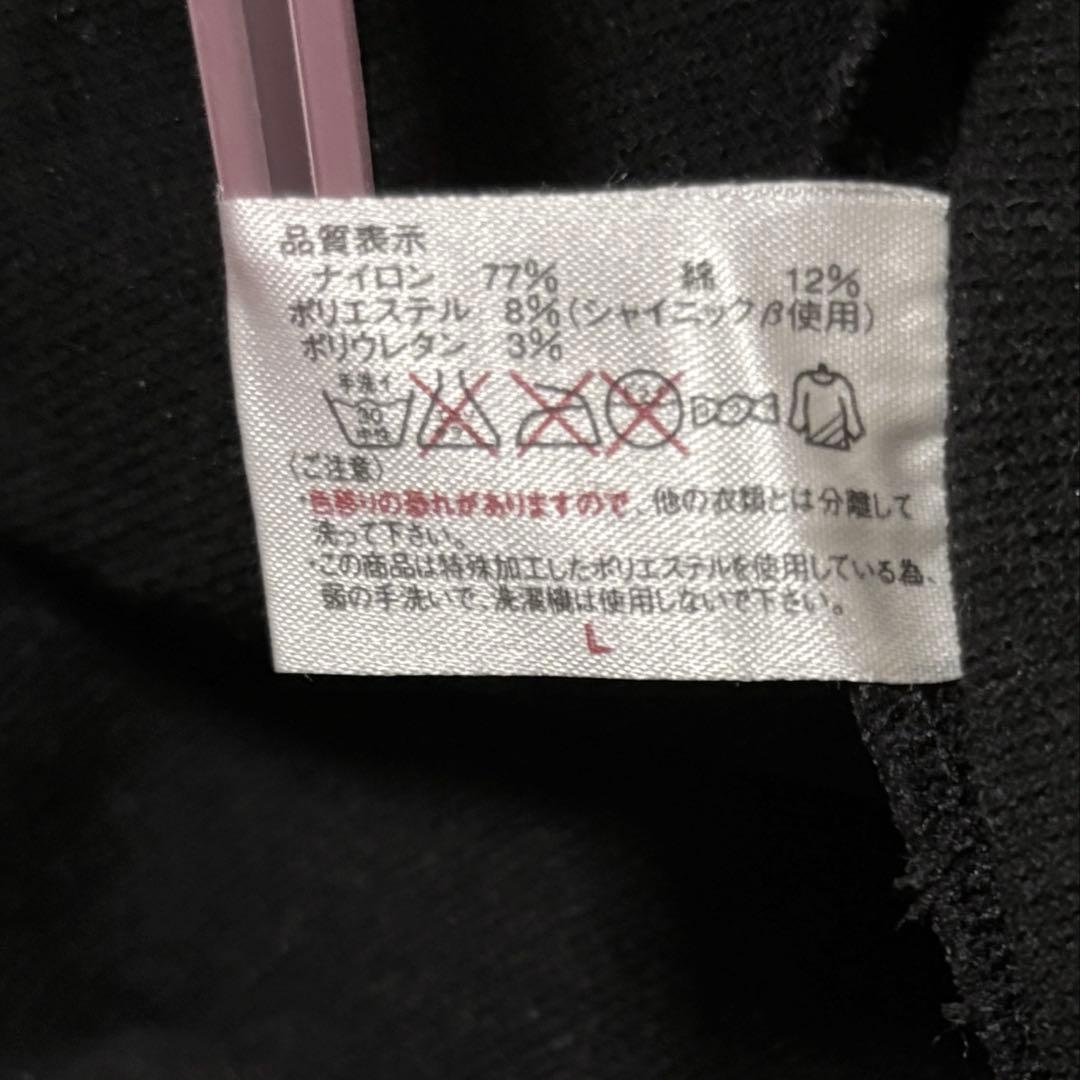 品質表示
ナイロン 77% 綿 12%
ポリエステル 8%(シャイニックβ使用)
ポリウレタン 3%
手洗イ
30
中性
(ご注意)
・色移りの恐れがありますので、他の衣類とは分離して
洗って下さい。
・この商品は特殊加工したポリエステルを使用している為、
弱の手洗いで、洗濯機は使用しないで下さい。
L